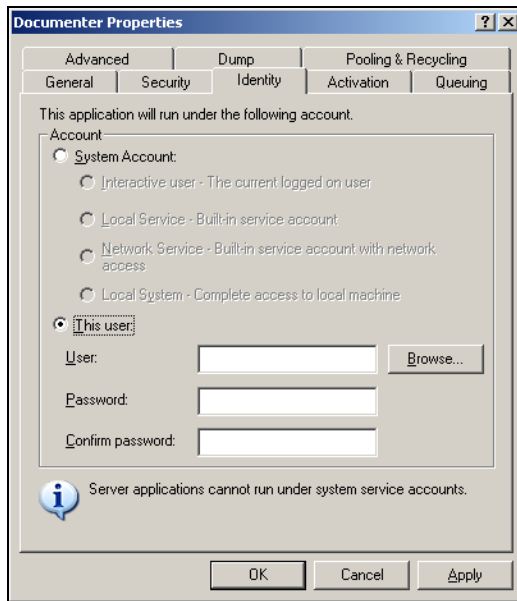 Documenter Properties
Advanced Dump Pooling & Recycling
General Security Identity Activation Queuing
This application will run under the following account.
Account
System Account:
Interactive user - The current logged on user
Local Service - Built-in service account
Network Service - Built-in service account with network
access
Local System - Complete access to local machine
This user:
User: Browse...
Password:
Confirm password:
Server applications cannot run under system service accounts.
OK Cancel Apply